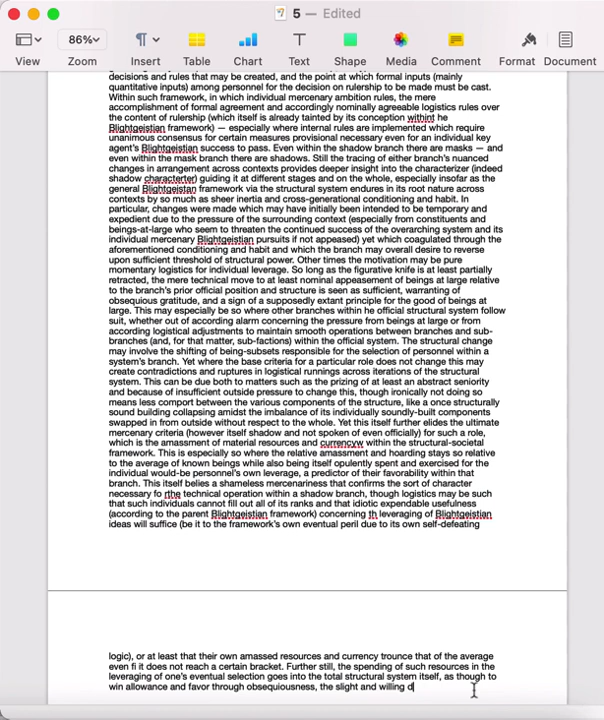 5 — Edited
86%
View Zoom Insert Table Chart Text Shape Media Comment Format Document
decisions and rules that may be created, and the point at which formal inputs (mainly
quantitative inputs) among personnel for the decision on rulership to be made must be cast.
Within such framework, in which individual mercenary ambition rules, the mere
accomplishment of formal agreement and accordingly nominally agreeable logistics rules over
the content of rulership (which itself is already tainted by its conception withint he
Blightgeistian framework) — especially where internal rules are implemented which require
unanimous consensus for certain measures provisional necessary even for an individual key
agent's Blightgeistian success to pass. Even within the shadow branch there are masks — and
even within the mask branch there are shadows. Still the tracing of either branch's nuanced
changes in arrangement across contexts provides deeper insight into the characterizer (indeed
shadow characterter) guiding it at different stages and on the whole, especially insofar as the
general Blightgeistan framework via the structural system endures in its root nature across
contexts by so much as sheer inertia and cross-generational conditioning and habit. In
particular, changes were made which may have initially been intended to be temporary and
expedient due to the pressure of the surrounding context (especially from constituents and
beings-at-large who seem to threaten the continued success of the overarching system and its
individual mercenary Blightgeistian pursuits if not appeased) yet which coagulated through the
aforementioned conditioning and habit and which the branch may overall desire to reverse
upon sufficient threshold of structural power. Other times the motivation may be pure
momentary logistics for individual leverage. So long as the figurative knife is at least partially
retracted, the mere technical move to at least nominal appeasement of beings at large relative
to the branch's prior official position and structure is seen as sufficient, warranting of
obsequious gratitude, and a sign of a supposedly extant principle for the good of beings at
large. This may especially be so where other branches within he official structural system follow
suit, whether out of according alarm concerning the pressure from beings at large or from
according logistical adjustments to maintain smooth operations between branches and sub-
branches (and, for that matter, sub-factions) within the official system. The structural change
may involve the shifting of being-subsets responsible for the selection of personnel within a
system's branch. Yet where the base criteria for a particular role does not change this may
create contradictions and ruptures in logistical running across iterations of the structural
system. This can be due both to matters such as the prizing of at least an abstract seniority
and because of insufficient outside pressure to change this, though ironically not doing so
means less comport between the various components of the structure, like a once structurally
sound building collapsing amidst the imbalance of its individually soundly-built components
swapped in from outside without respect to the whole. Yet this itself further elides the ultimate
mercenary criteria (however itself shadow and not spoken of even officially) for such a role,
which is the amassment of material resources and currencyw within the structural-societal
framework. This is especially so where the relative amassment and hoarding stays so relative
to the average of known beings while also being itself opulently spent and exercised for the
individual would-be personnel's own leverage, a predictor of their favorability within that
branch. This itself belies a shameless mercenariness that confirms the sort of character
necessary fo rthe technical operation within a shadow branch, though logistics may be such
that such individuals cannot fill out all of its ranks and that idiotic expendable usefulness
(according to the parent Blightgeistian framework) concerning th leveraging of Blightgeistian
ideas will suffice (be it to the framework's own eventual peril due to its own self-defeating
logic), or at least that their own amassed resources and currency trounce that of the average
even fi it does not reach a certain bracket. Further still, the spending of such resources in the
leveraging of one's eventual selection goes into the total structural system itself, as though to
win allowance and favor through obsequiousness, the slight and willing d